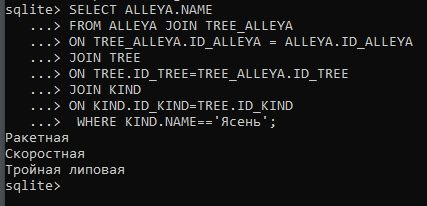 sqlite> SELECT ALLEYA.NAME
...> FROM ALLEYA JOIN TREE_ALLEYA
...> ON TREE_ALLEYA.ID_ALLEYA = ALLEYA.ID_ALLEYA
...> JOIN TREE
...> ON TREE.ID_TREE=TREE_ALLEYA.ID_TREE
...> JOIN KIND
...> ON KIND.ID_KIND=TREE.ID_KIND
...>  WHERE KIND.NAME=='Ясень';
Ракетная
Скоростная
Тройная липовая
sqlite>